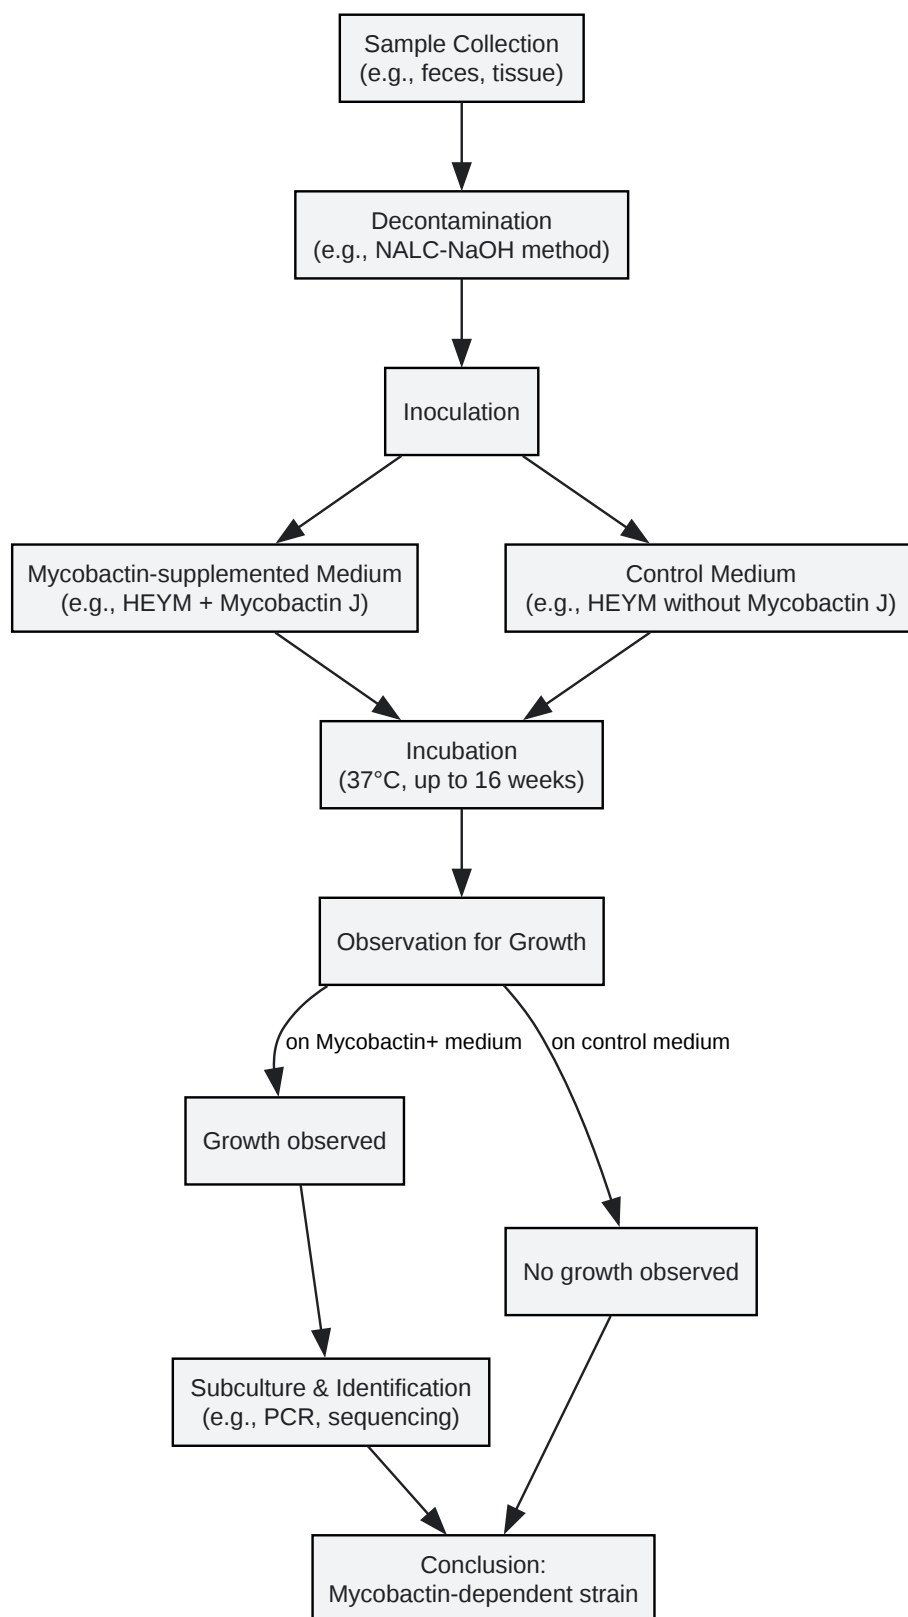 Sample Collection
(e.g., feces, tissue)
Decontamination
(e.g., NALC-NaOH method)
Inoculation
Mycobactin-supplemented Medium
(e.g., HEYM + Mycobactin J)
Control Medium
(e.g., HEYM without Mycobactin J)
Incubation
(37°C, up to 16 weeks)
Observation for Growth
on Mycobactin+ medium
on control medium
Growth observed
No growth observed
Subculture & Identification
(e.g., PCR, sequencing)
Conclusion:
Mycobactin-dependent strain